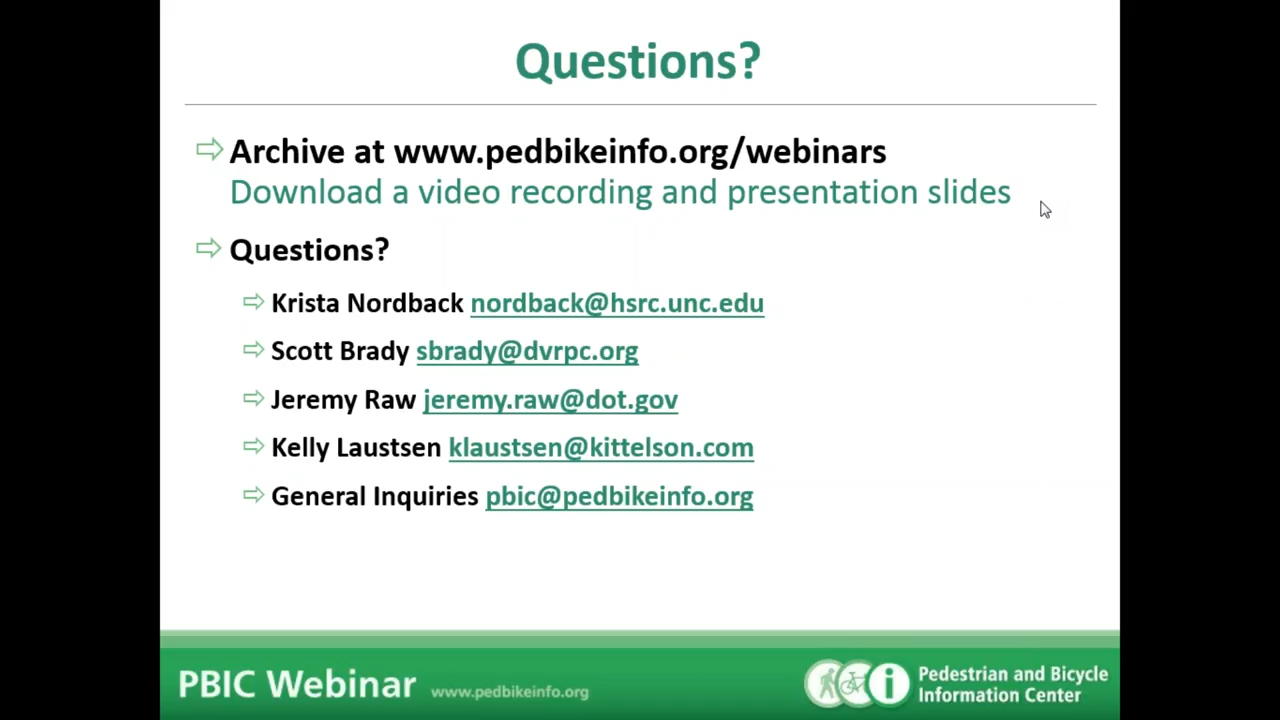 Questions?
Archive at www.pedbikeinfo.org/webinars
Download a video recording and presentation slides
Questions?
Krista Nordback nordback@hsrc.unc.edu
Scott Brady sbrady@dvrpc.org
Jeremy Raw jeremy.raw@dot.gov
Kelly Laustsen klaustsen@kittelson.com
General Inquiries pbic@pedbikeinfo.org
PBIC Webinar www.pedbikeinfo.org
i
Pedestrian and Bicycle
Information Center